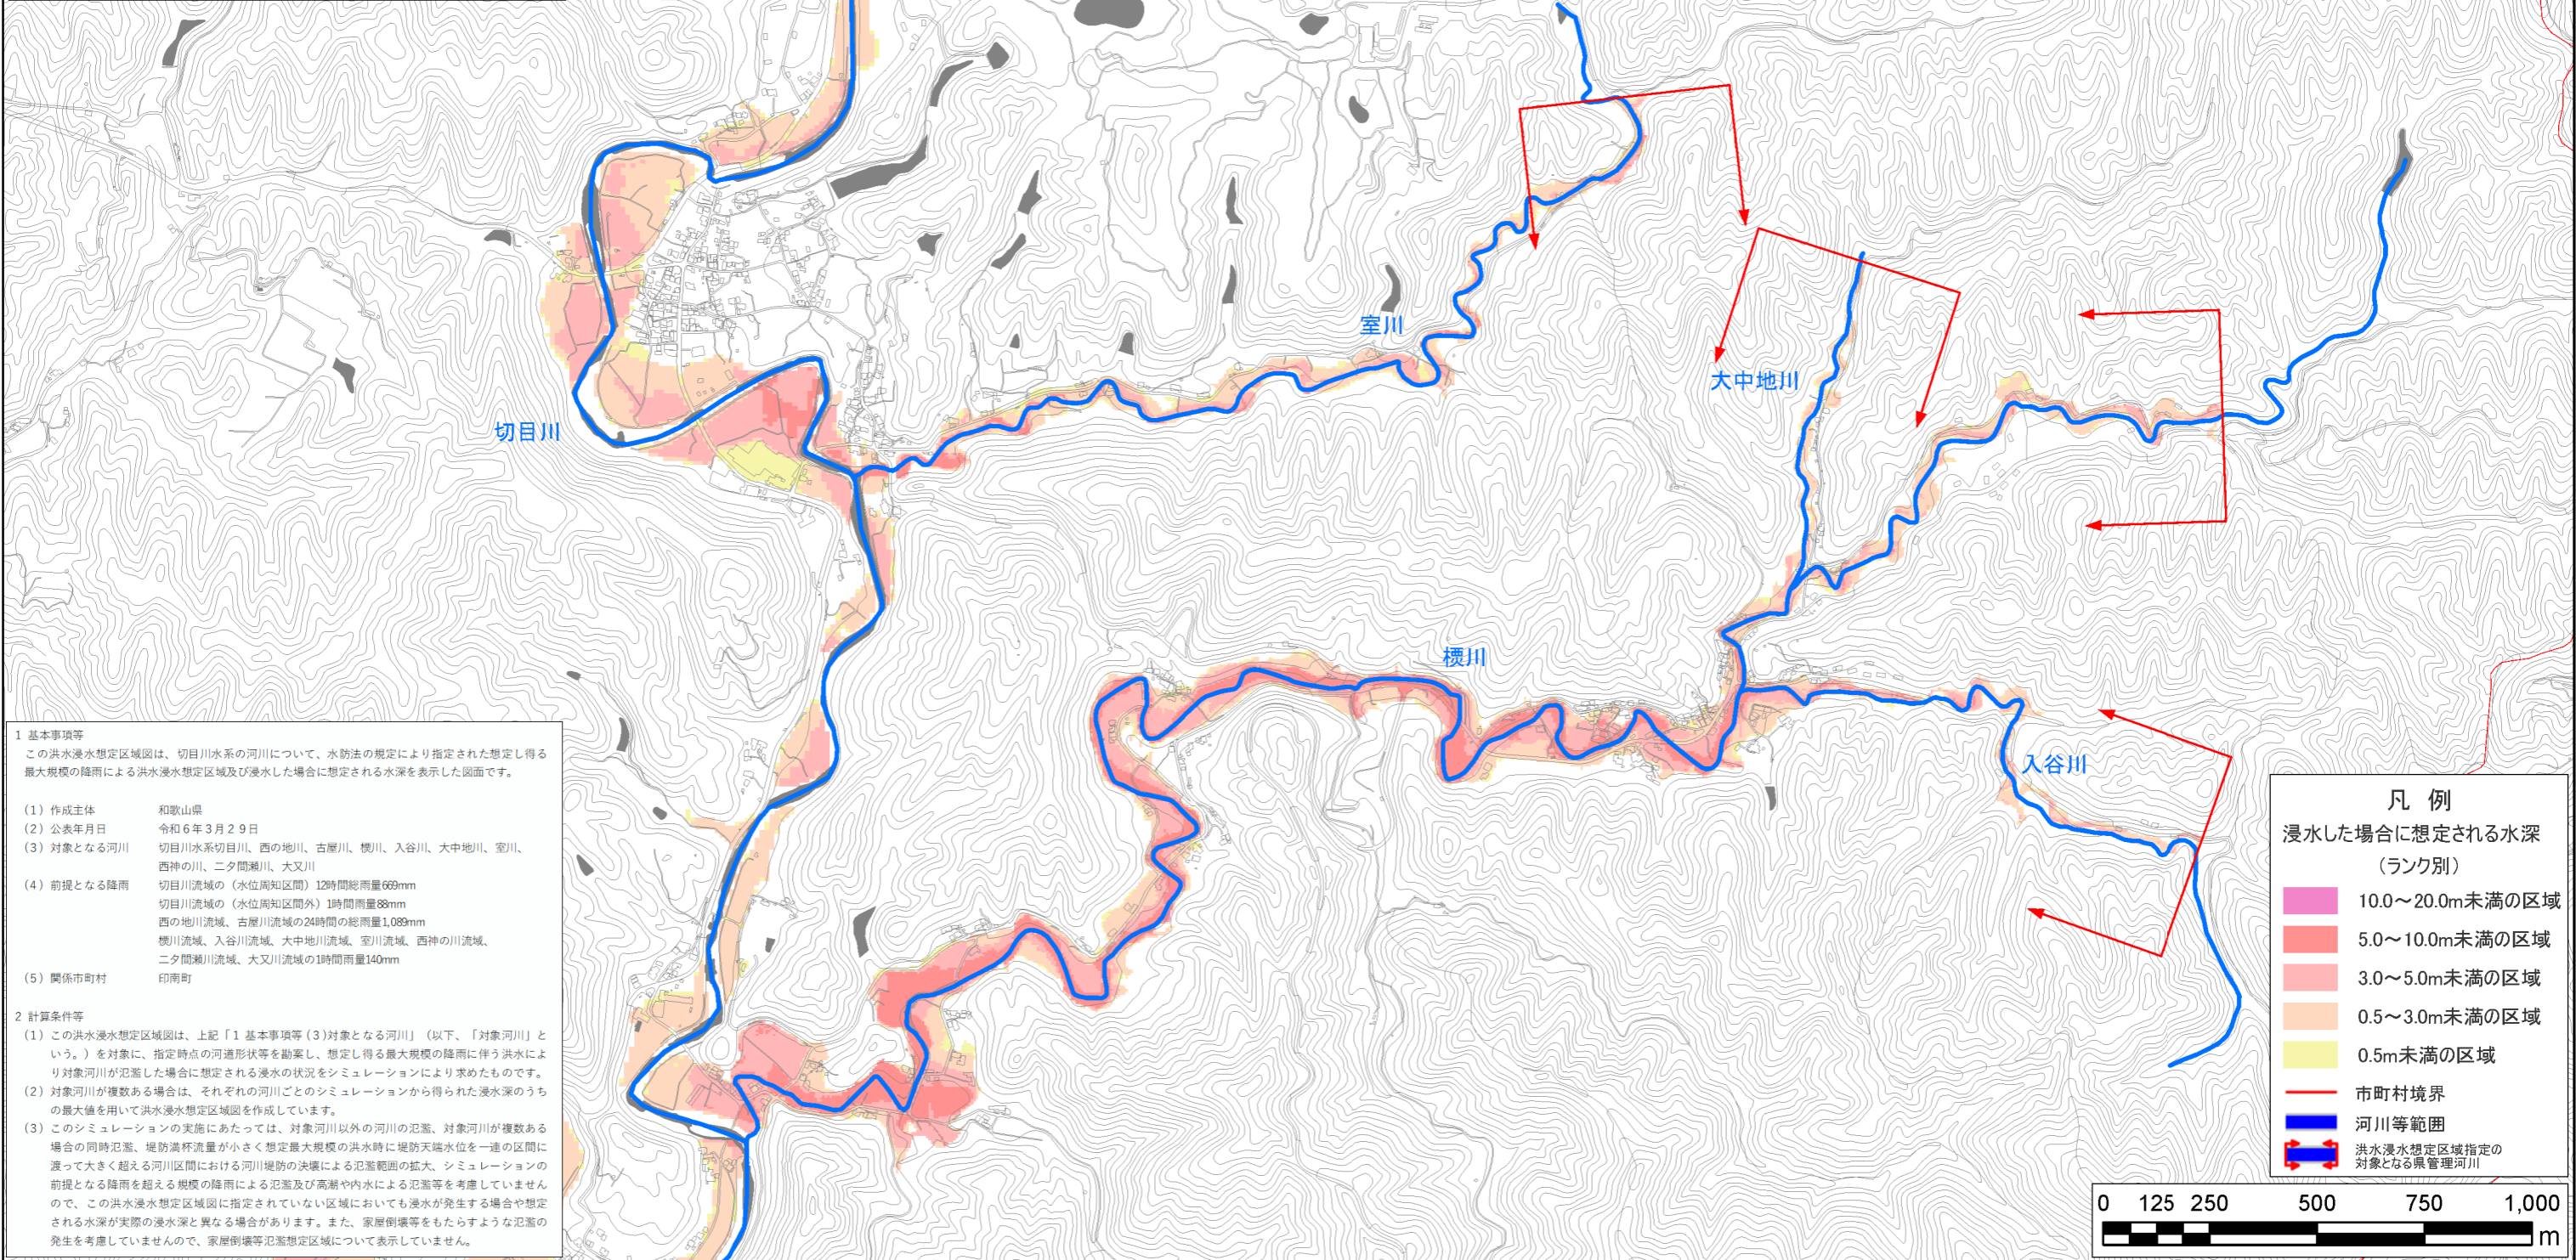 室川
大中地川
切目川
榎川
入谷川
1 基本事項等
この洪水浸水想定区域図は、切目川水系の河川について、水防法の規定により指定された想定し得る
最大規模の降雨による洪水浸水想定区域及び浸水した場合に想定される水深を表示した図面です。
(1) 作成主体 和歌山県
(2) 公表年月日 令和6年3月29日
(3) 対象となる河川 切目川水系切目川、西の地川、古屋川、榎川、入谷川、大中地川、室川、
西神の川、二夕間瀬川、大又川
(4) 前提となる降雨 切目川流域の（水位周知区間）12時間総雨量669mm
切目川流域の（水位周知区間外）1時間雨量88mm
西の地川流域、古屋川流域の24時間の総雨量1,089mm
榎川流域、入谷川流域、大中地川流域、室川流域、西神の川流域、
二夕間瀬川流域、大又川流域の1時間雨量140mm
(5) 関係市町村 印南町
2 計算条件等
(1) この洪水浸水想定区域図は、上記「1 基本事項等(3)対象となる河川」（以下、「対象河川」と
いう。）を対象に、指定時点の河道形状等を勘案し、想定し得る最大規模の降雨に伴う洪水によ
り対象河川が氾濫した場合に想定される浸水の状況をシミュレーションにより求めたものです。
(2) 対象河川が複数ある場合は、それぞれの河川ごとのシミュレーションから得られた浸水深のうち
の最大値を用いて洪水浸水想定区域図を作成しています。
(3) このシミュレーションの実施にあたっては、対象河川以外の河川の氾濫、対象河川が複数ある
場合の同時氾濫、堤防満杯流量が小さく想定最大規模の洪水時に堤防天端水位を一連の区間に
渡って大きく超える河川区間における河川堤防の決壊による氾濫範囲の拡大、シミュレーションの
前提となる降雨を超える規模の降雨による氾濫及び高潮や内水による氾濫等を考慮していません
ので、この洪水浸水想定区域図に指定されていない区域においても浸水が発生する場合や想定
される水深が実際の浸水深と異なる場合があります。また、家屋倒壊等をもたらすような氾濫の
発生を考慮していませんので、家屋倒壊等氾濫想定区域について表示していません。
凡 例
浸水した場合に想定される水深
（ランク別）
10.0～20.0m未満の区域
5.0～10.0m未満の区域
3.0～5.0m未満の区域
0.5～3.0m未満の区域
0.5m未満の区域
市町村境界
河川等範囲
洪水浸水想定区域指定の
対象となる県管理河川
0 125 250 500 750 1,000
m